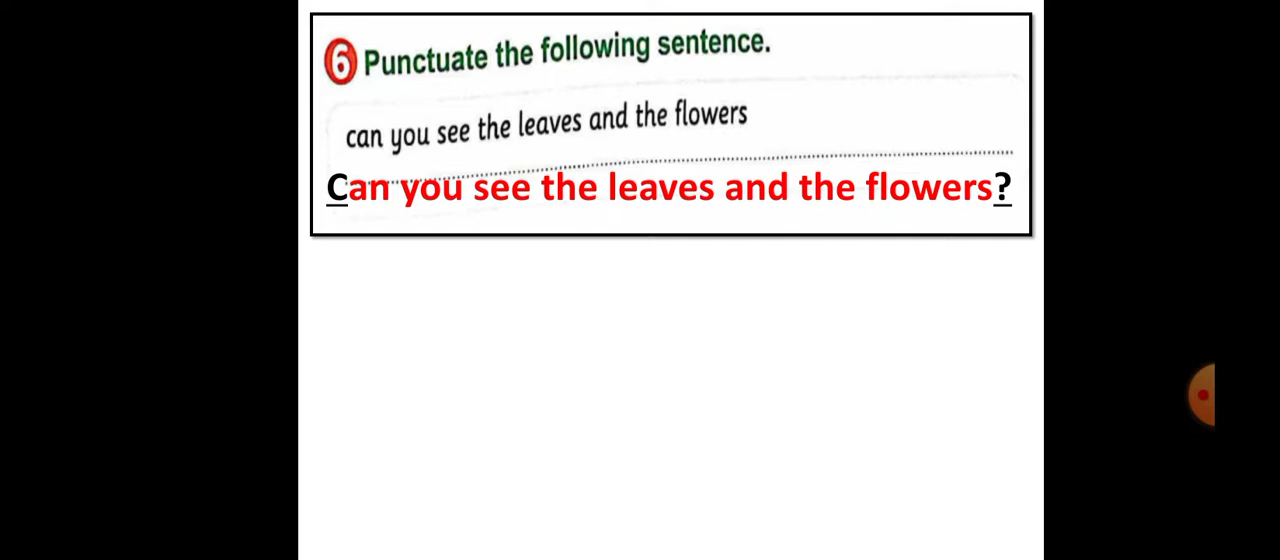 6 Punctuate the following sentence.
can you see the leaves and the flowers
Can you see the leaves and the flowers?